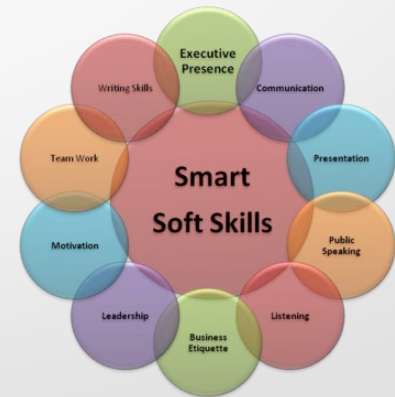 Executive
Presence
Communication
Presentation
Public
Speaking
Listening
Business
Etiquette
Leadership
Motivation
Team Work
Writing Skills
Smart
Soft Skills